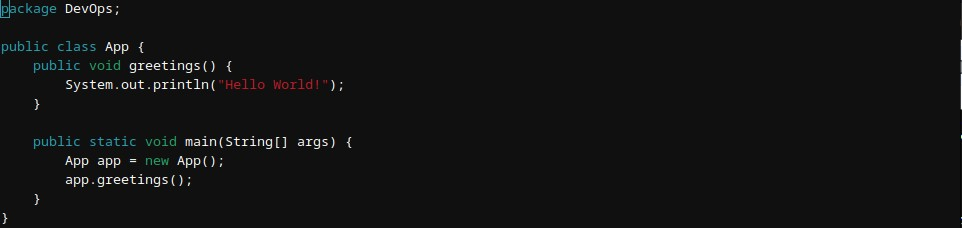 package DevOps;

public class App {
    public void greetings() {
        System.out.println("Hello World!");
    }

    public static void main(String[] args) {
        App app = new App();
        app.greetings();
    }
}